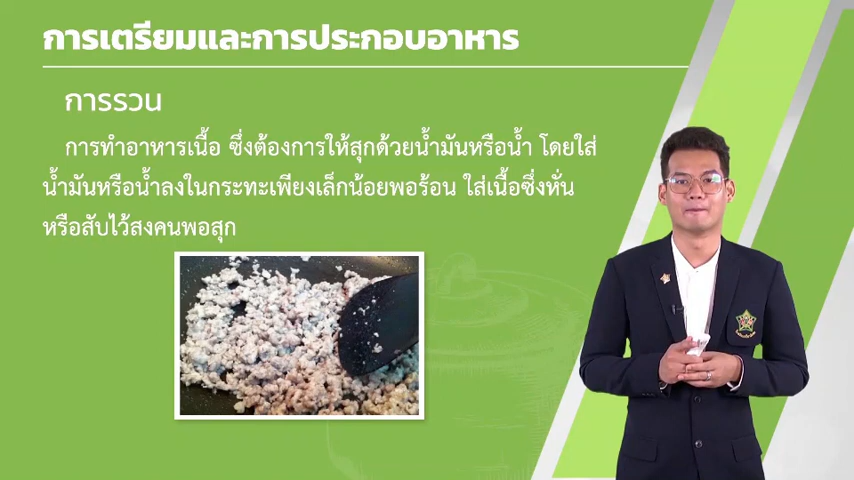 การเตรียมและการประกอบอาหาร
การรวน
การทำอาหารเนื้อ ซึ่งต้องการให้สุกด้วยน้ำมันหรือน้ำ โดยใส่
น้ำมันหรือน้ำลงในกระทะเพียงเล็กน้อยพอร้อน ใส่เนื้อซึ่งหั่น
หรือสับไว้สงคนพอสุก